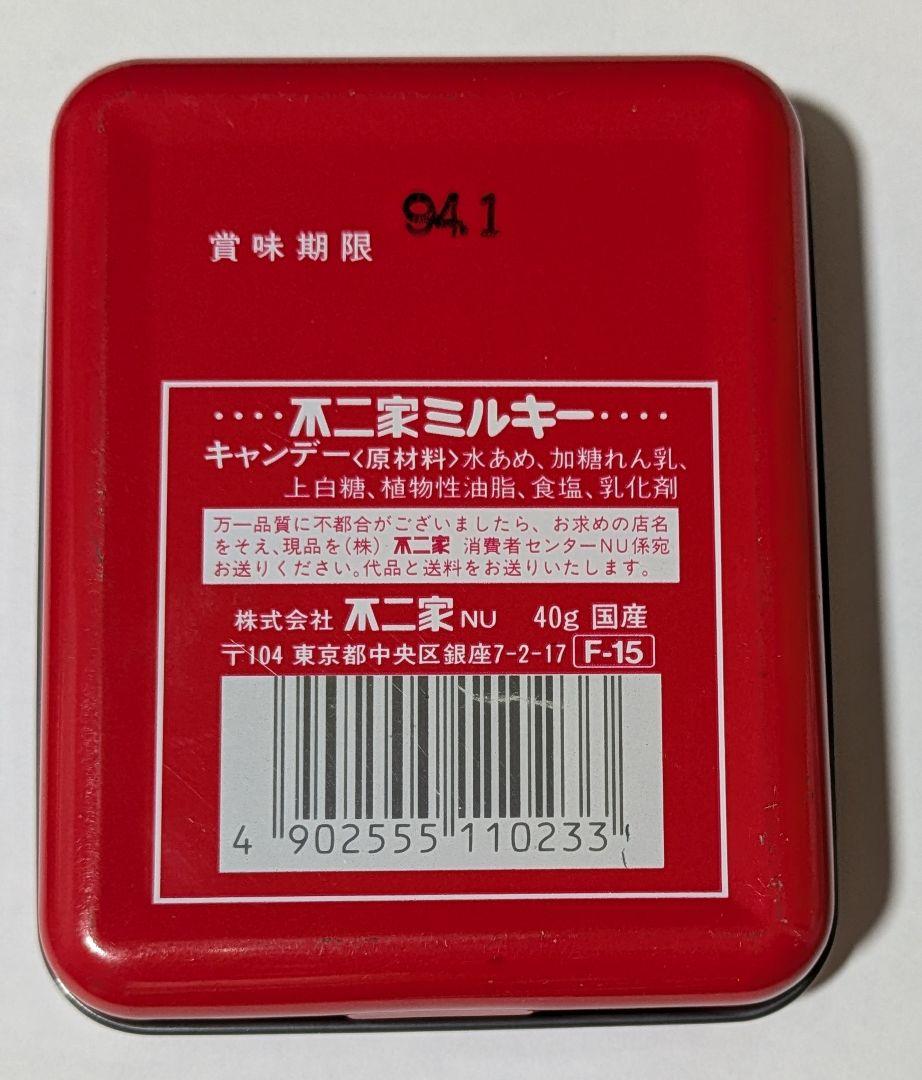 94.1
賞味期限
････不二家ミルキー････
キャンデー<原材料>水あめ、加糖れん乳、
上白糖、植物性油脂、食塩、乳化剤
万一品質に不都合がございましたら、お求めの店名
をそえ、現品を(株) 不二家 消費者センターNU係宛
お送りください。代品と送料をお送りいたします。
株式会社 不二家 NU 40g 国産
〒104 東京都中央区銀座7-2-17 F-15
4 902555 110233